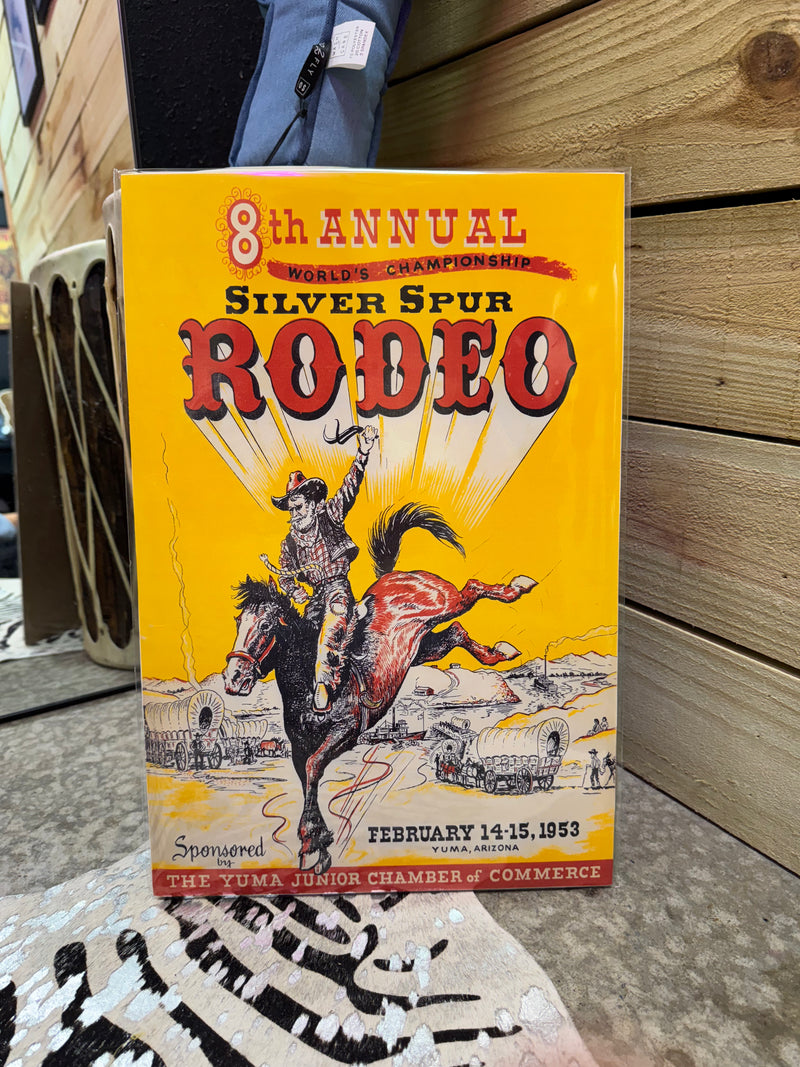 8th ANNUAL
WORLD'S CHAMPIONSHIP
SILVER SPUR
RODEO
Sponsored
by
FEBRUARY 14-15, 1953
YUMA, ARIZONA
THE YUMA JUNIOR CHAMBER of COMMERCE
FLY